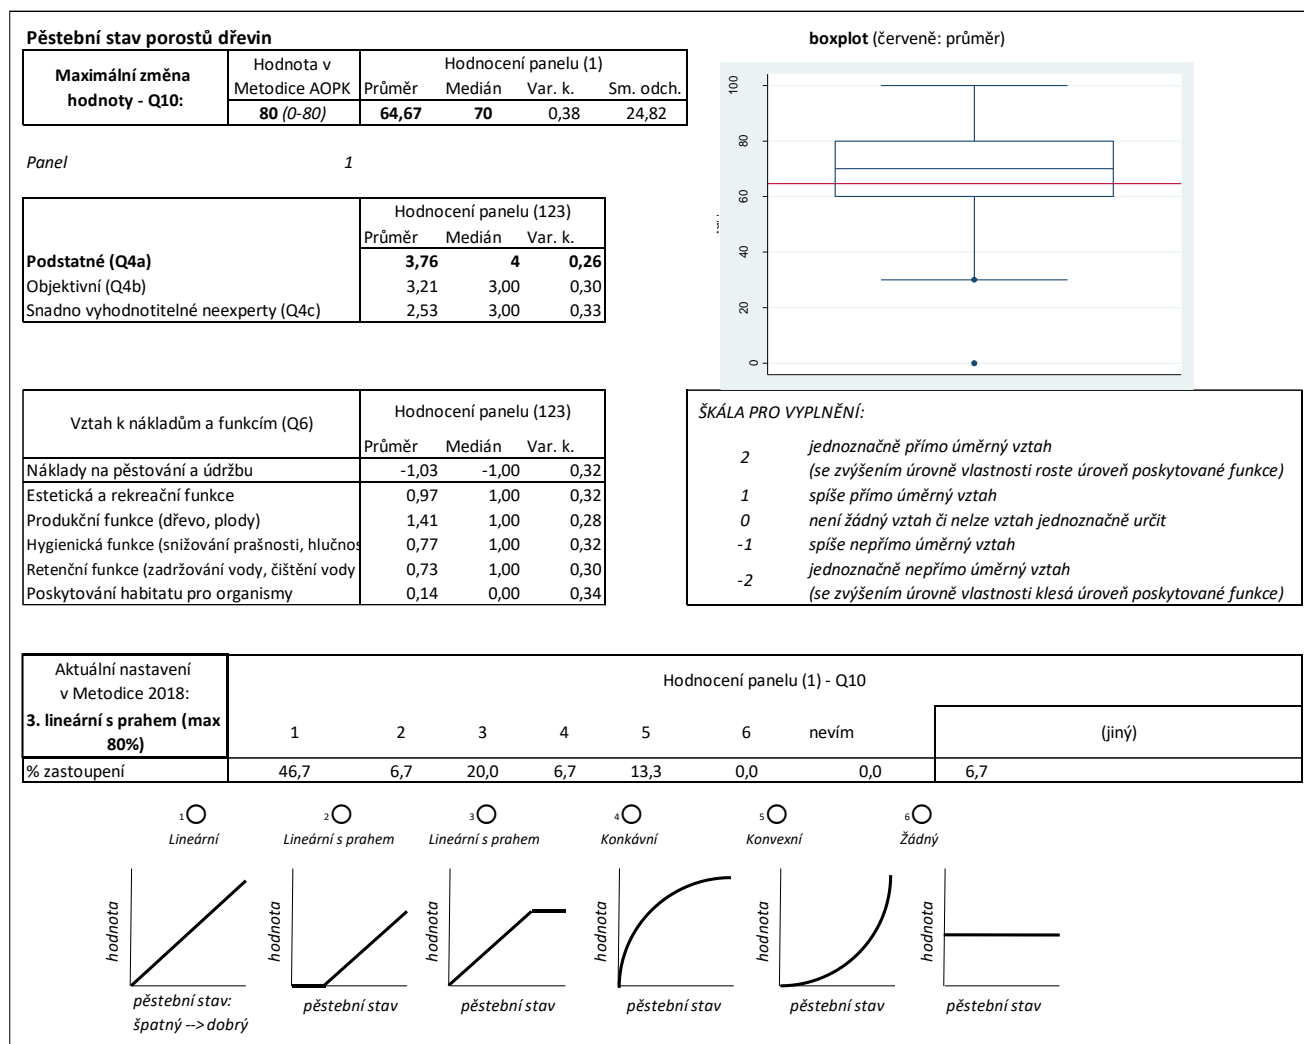 Pěstební stav porostů dřevin
boxplot (červeně: průměr)
Maximální změna hodnoty - Q10:
Hodnota v Metodice AOPK
Hodnocení panelu (1)
Průměr Medián Var. k. Sm. odch.
80 (0-80) 64,67 70 0,38 24,82
Panel 1
100
80
60
40
20
0
Hodnocení panelu (123)
Průměr Medián Var. k.
Podstatné (Q4a) 3,76 4 0,26
Objektivní (Q4b) 3,21 3,00 0,30
Snadno vyhodnotitelné neexperty (Q4c) 2,53 3,00 0,33
Vztah k nákladům a funkcím (Q6)
Hodnocení panelu (123)
Průměr Medián Var. k.
Náklady na pěstování a údržbu -1,03 -1,00 0,32
Estetická a rekreační funkce 0,97 1,00 0,32
Produkční funkce (dřevo, plody) 1,41 1,00 0,28
Hygienická funkce (snižování prašnosti, hlučnos 0,77 1,00 0,32
Retenční funkce (zadržování vody, čištění vody 0,73 1,00 0,30
Poskytování habitatu pro organismy 0,14 0,00 0,34
ŠKÁLA PRO VYPLNĚNÍ:
2 jednoznačně přímo úměrný vztah
(se zvýšením úrovně vlastnosti roste úroveň poskytované funkce)
1 spíše přímo úměrný vztah
0 není žádný vztah či nelze vztah jednoznačně určit
-1 spíše nepřímo úměrný vztah
-2 jednoznačně nepřímo úměrný vztah
(se zvýšením úrovně vlastnosti klesá úroveň poskytované funkce)
Aktuální nastavení
v Metodice 2018:
3. lineární s prahem (max
80%)
Hodnocení panelu (1) - Q10
1 2 3 4 5 6 nevím (jiný)
% zastoupení 46,7 6,7 20,0 6,7 13,3 0,0 0,0 6,7
1 2 3 4 5 6
Lineární Lineární s prahem Lineární s prahem Konkávní Konvexní Žádný
hodnota hodnota hodnota hodnota hodnota hodnota
pěstební stav:
špatný --> dobrý
pěstební stav pěstební stav pěstební stav pěstební stav pěstební stav